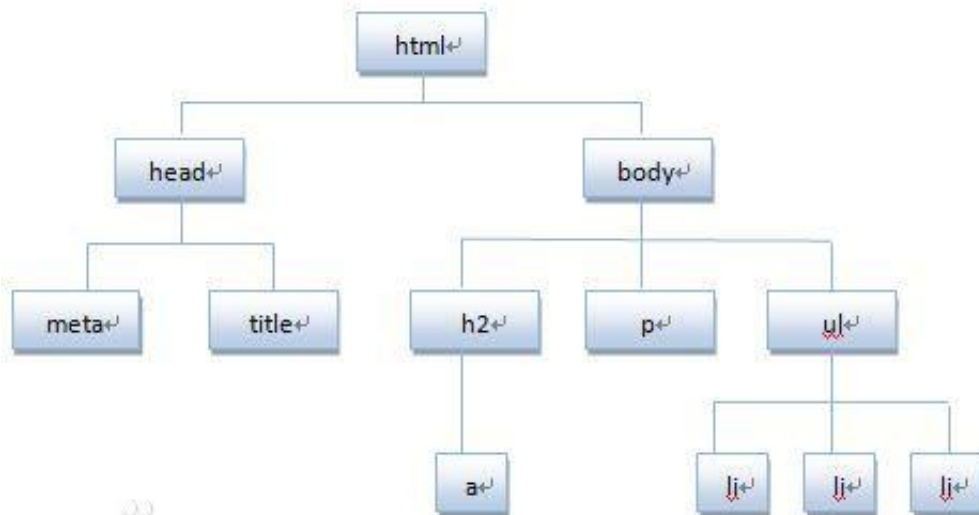 html↵
head↵
body↵
meta↵
title↵
h2↵
p↵
ul↵
a↵
li↵
li↵
li↵